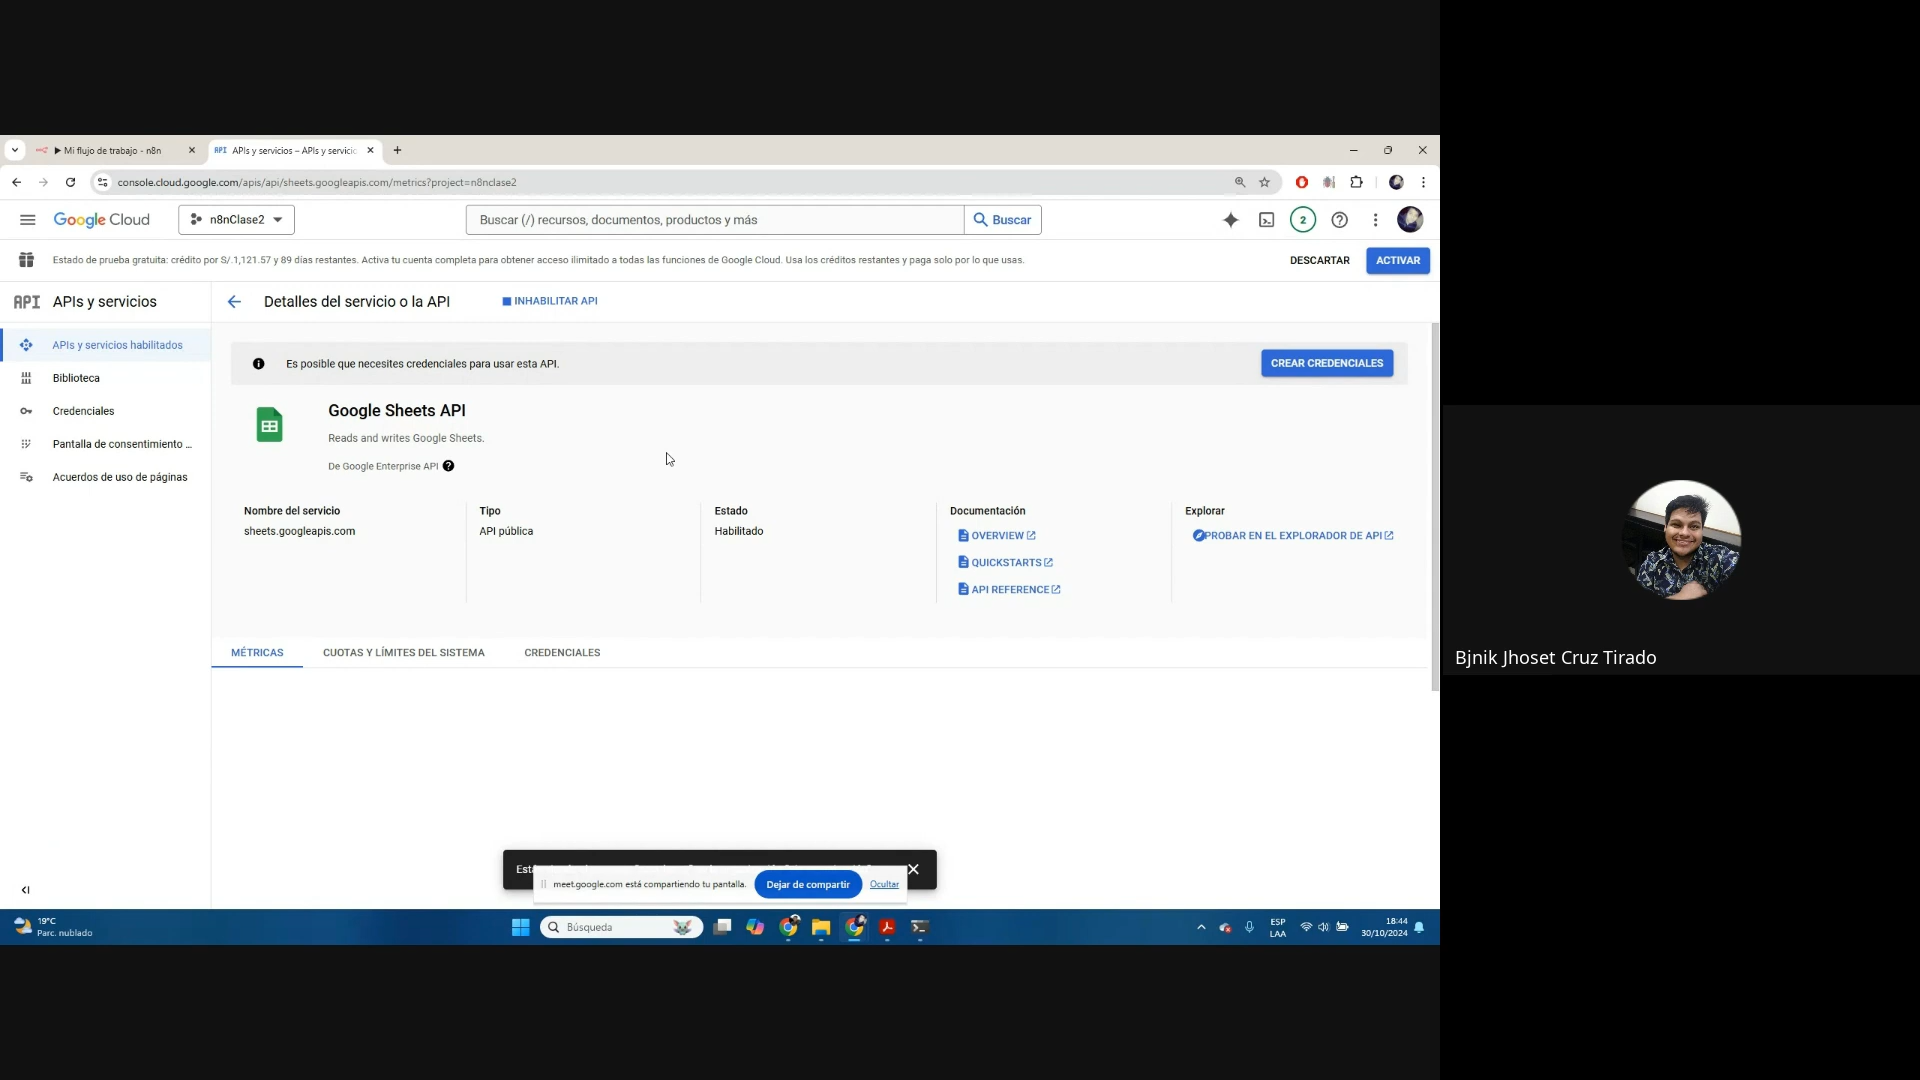 Mi flujo de trabajo - n8n
API APIs y servicios – APIs y servicio
console.cloud.google.com/apis/api/sheets.googleapis.com/metrics?project=n8nclase2
Google Cloud
n8nClase2
Buscar (/) recursos, documentos, productos y más
Buscar
2
Estado de prueba gratuita: crédito por S/.1,121.57 y 89 días restantes. Activa tu cuenta completa para obtener acceso ilimitado a todas las funciones de Google Cloud. Usa los créditos restantes y paga solo por lo que usas.
DESCARTAR
ACTIVAR
API APIs y servicios
Detalles del servicio o la API
INHABILITAR API
APIs y servicios habilitados
Biblioteca
Credenciales
Pantalla de consentimiento ...
Acuerdos de uso de páginas
Es posible que necesites credenciales para usar esta API.
CREAR CREDENCIALES
Google Sheets API
Reads and writes Google Sheets.
De Google Enterprise API
Nombre del servicio
sheets.googleapis.com
Tipo
API pública
Estado
Habilitado
Documentación
OVERVIEW
QUICKSTARTS
API REFERENCE
Explorar
PROBAR EN EL EXPLORADOR DE API
MÉTRICAS
CUOTAS Y LÍMITES DEL SISTEMA
CREDENCIALES
meet.google.com está compartiendo tu pantalla.
Dejar de compartir
Ocultar
19°C
Parc. nublado
Búsqueda
ESP
LAA
18:44
30/10/2024
Bjnik Jhoset Cruz Tirado